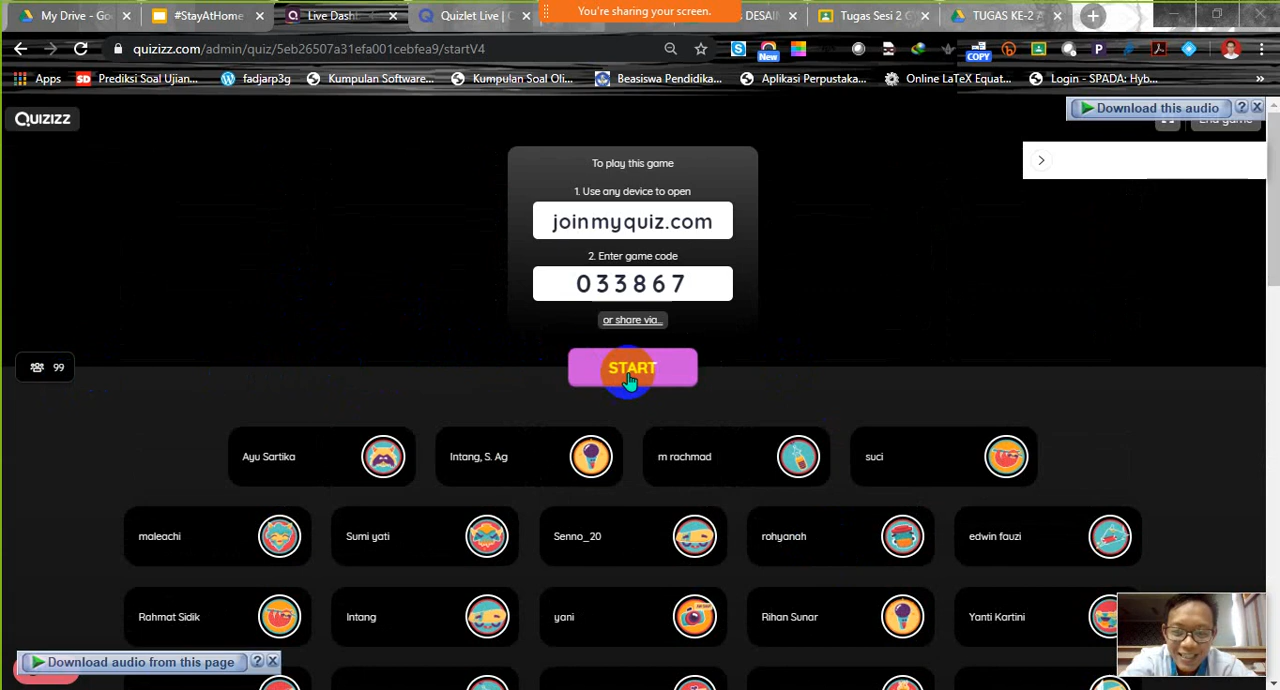 My Drive - Go
#StayAtHome
Live Dash
Quizlet Live | C
You're sharing your screen.
DESAIN
Tugas Sesi 2 G
TUGAS KE-2 A
quizizz.com/admin/quiz/5eb26507a31efa001cebfea9/startV4
New
COPY
Apps
Prediksi Soal Ujian...
fadjarp3g
Kumpulan Software...
Kumpulan Soal Oli...
Beasiswa Pendidika...
Aplikasi Perpustaka...
Online LaTeX Equat...
Login - SPADA: Hyb...
QUIZIZZ
Download this audio
End game
To play this game
1. Use any device to open
joinmyquiz.com
2. Enter game code
033867
or share via...
99
START
Ayu Sartika
Intang, S. Ag
m rachmad
suci
maleachi
Sumi yati
Senno_20
rohyanah
edwin fauzi
Rahmat Sidik
Intang
yani
Rihan Sunar
Yanti Kartini
Download audio from this page